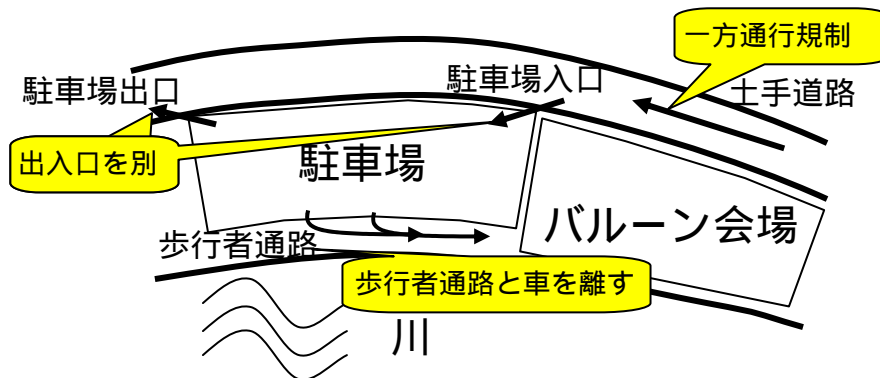 一方通行規制
駐車場出口
駐車場入口
土手道路
出入口を別
駐車場
バルーン会場
歩行者通路
歩行者通路と車を離す
川